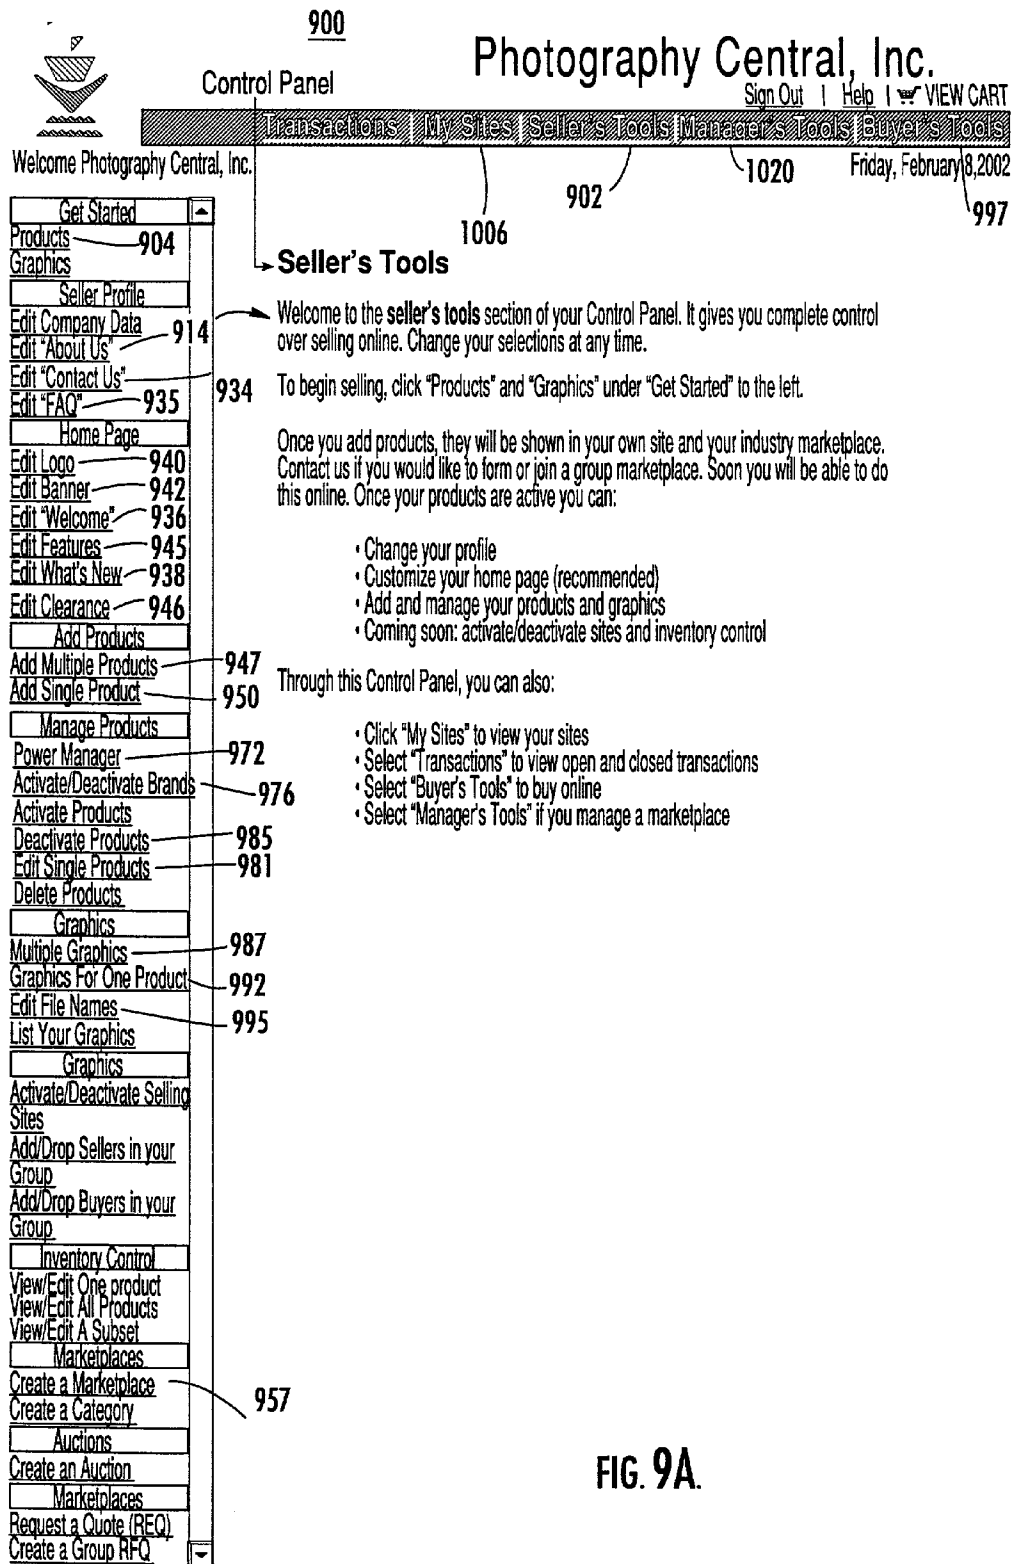 900
Photography Central, Inc.
Control Panel
Sign Out | Help | VIEW CART
Transactions | My Sites | Seller's Tools | Manager's Tools | Buyer's Tools
Welcome Photography Central, Inc.
Friday, February 8,2002
1006
902
1020
997
Get Started
Products 904
Graphics
Seller Profile
Edit Company Data
Edit "About Us" 914
Edit "Contact Us" 934
Edit "FAQ" 935
Home Page
Edit Logo 940
Edit Banner 942
Edit "Welcome" 936
Edit Features 945
Edit What's New 938
Edit Clearance 946
Add Products
Add Multiple Products 947
Add Single Product 950
Manage Products
Power Manager 972
Activate/Deactivate Brands 976
Activate Products
Deactivate Products 985
Edit Single Products 981
Delete Products
Graphics
Multiple Graphics 987
Graphics For One Product 992
Edit File Names 995
List Your Graphics
Graphics
Activate/Deactivate Selling
Sites
Add/Drop Sellers in your
Group
Add/Drop Buyers in your
Group
Inventory Control
View/Edit One product
View/Edit All Products
View/Edit A Subset
Marketplaces
Create a Marketplace 957
Create a Category
Auctions
Create an Auction
Marketplaces
Request a Quote (REQ)
Create a Group RFQ
Seller's Tools
Welcome to the seller's tools section of your Control Panel. It gives you complete control
over selling online. Change your selections at any time.
To begin selling, click "Products" and "Graphics" under "Get Started" to the left.
Once you add products, they will be shown in your own site and your industry marketplace.
Contact us if you would like to form or join a group marketplace. Soon you will be able to do
this online. Once your products are active you can:
• Change your profile
• Customize your home page (recommended)
• Add and manage your products and graphics
• Coming soon: activate/deactivate sites and inventory control
Through this Control Panel, you can also:
• Click "My Sites" to view your sites
• Select "Transactions" to view open and closed transactions
• Select "Buyer's Tools" to buy online
• Select "Manager's Tools" if you manage a marketplace
FIG. 9A.